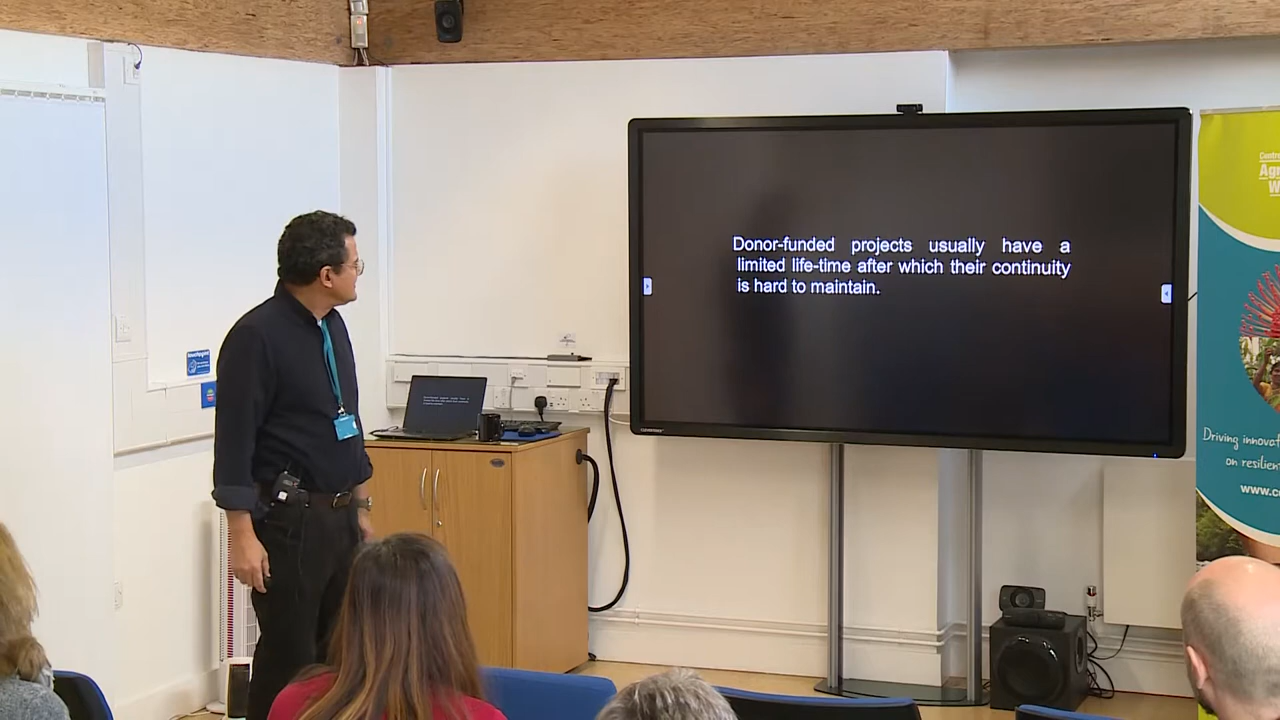 Donor-funded projects usually have a
limited life-time after which their continuity
is hard to maintain.
Driving innovat
on resilien
www.c